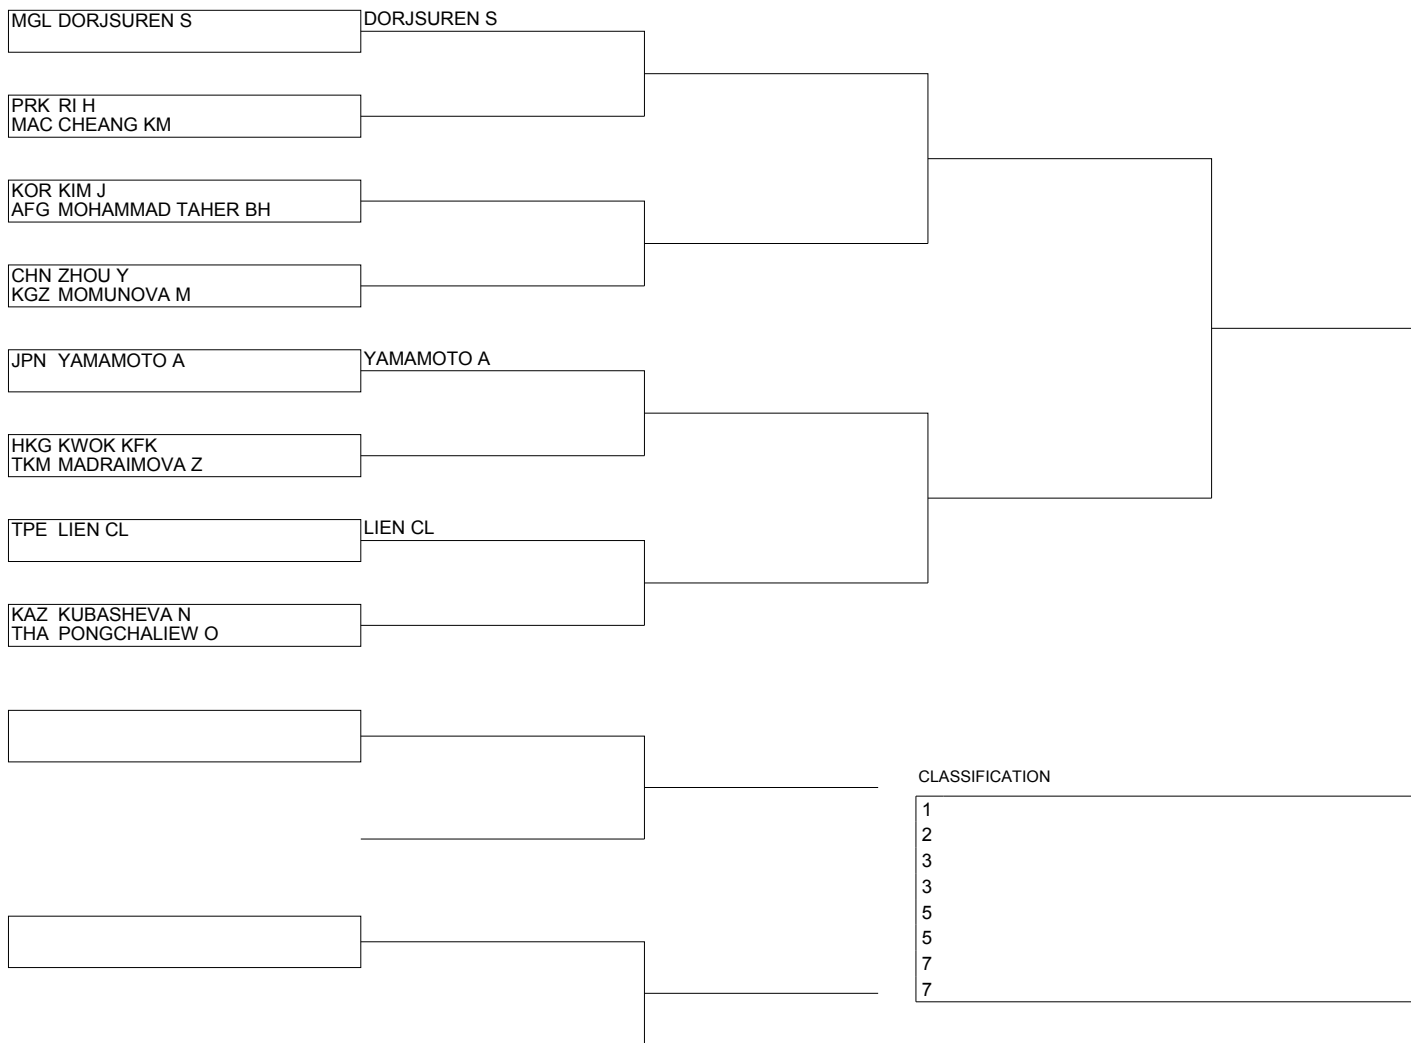 MGL DORJSUREN S
DORJSUREN S
PRK RI H
MAC CHEANG KM
KOR KIM J
AFG MOHAMMAD TAHER BH
CHN ZHOU Y
KGZ MOMUNOVA M
JPN YAMAMOTO A
YAMAMOTO A
HKG KWOK KFK
TKM MADRAIMOVA Z
TPE LIEN CL
LIEN CL
KAZ KUBASHEVA N
THA PONGCHALIEW O
CLASSIFICATION
1
2
3
3
5
5
7
7